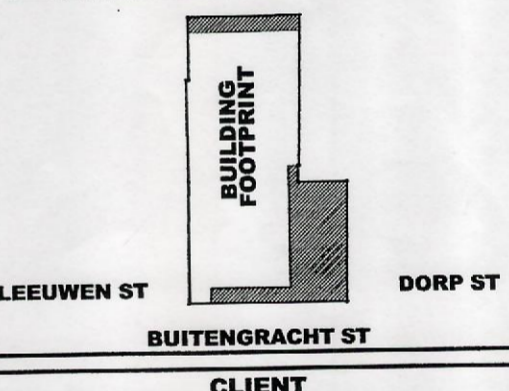 BUILDING
FOOTPRINT
LEEUWEN ST
DORP ST
BUITENGRACHT ST
CLIENT